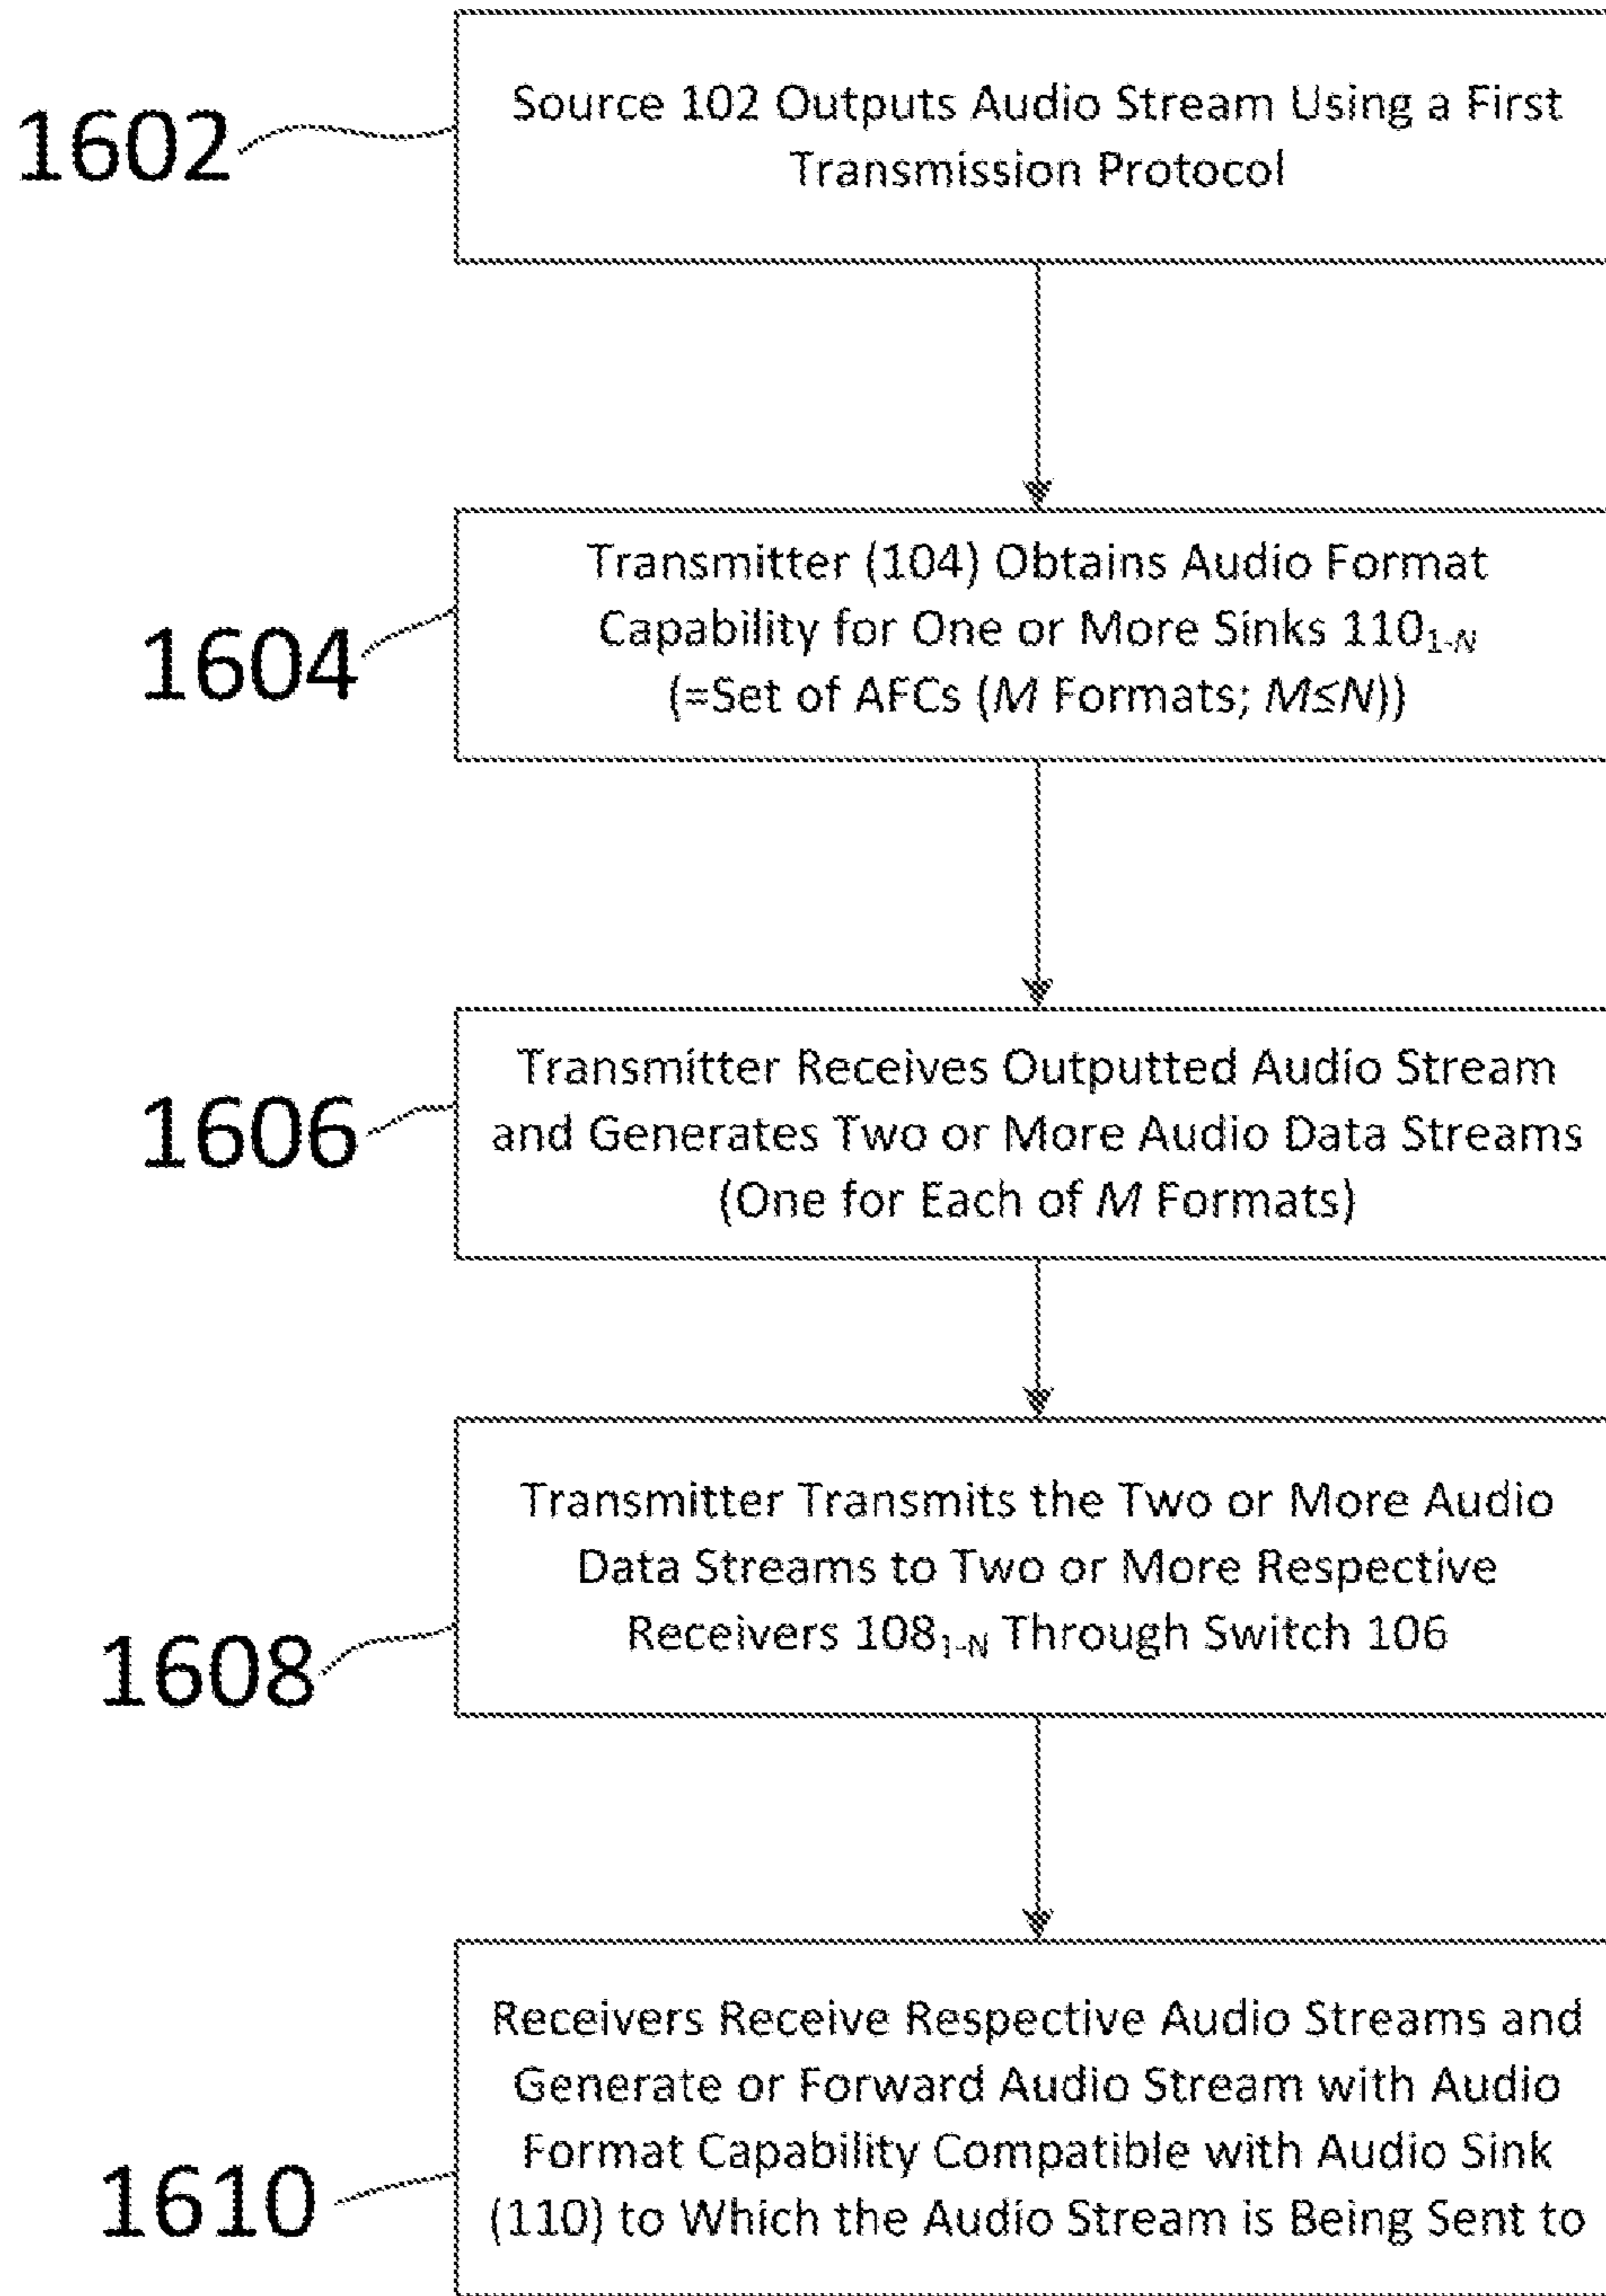 1602
Source 102 Outputs Audio Stream Using a First
Transmission Protocol
1604
Transmitter (104) Obtains Audio Format
Capability for One or More Sinks 110₁₋N
(=Set of AFCs (M Formats; M≤N))
1606
Transmitter Receives Outputted Audio Stream
and Generates Two or More Audio Data Streams
(One for Each of M Formats)
1608
Transmitter Transmits the Two or More Audio
Data Streams to Two or More Respective
Receivers 108₁₋N Through Switch 106
1610
Receivers Receive Respective Audio Streams and
Generate or Forward Audio Stream with Audio
Format Capability Compatible with Audio Sink
(110) to Which the Audio Stream is Being Sent to